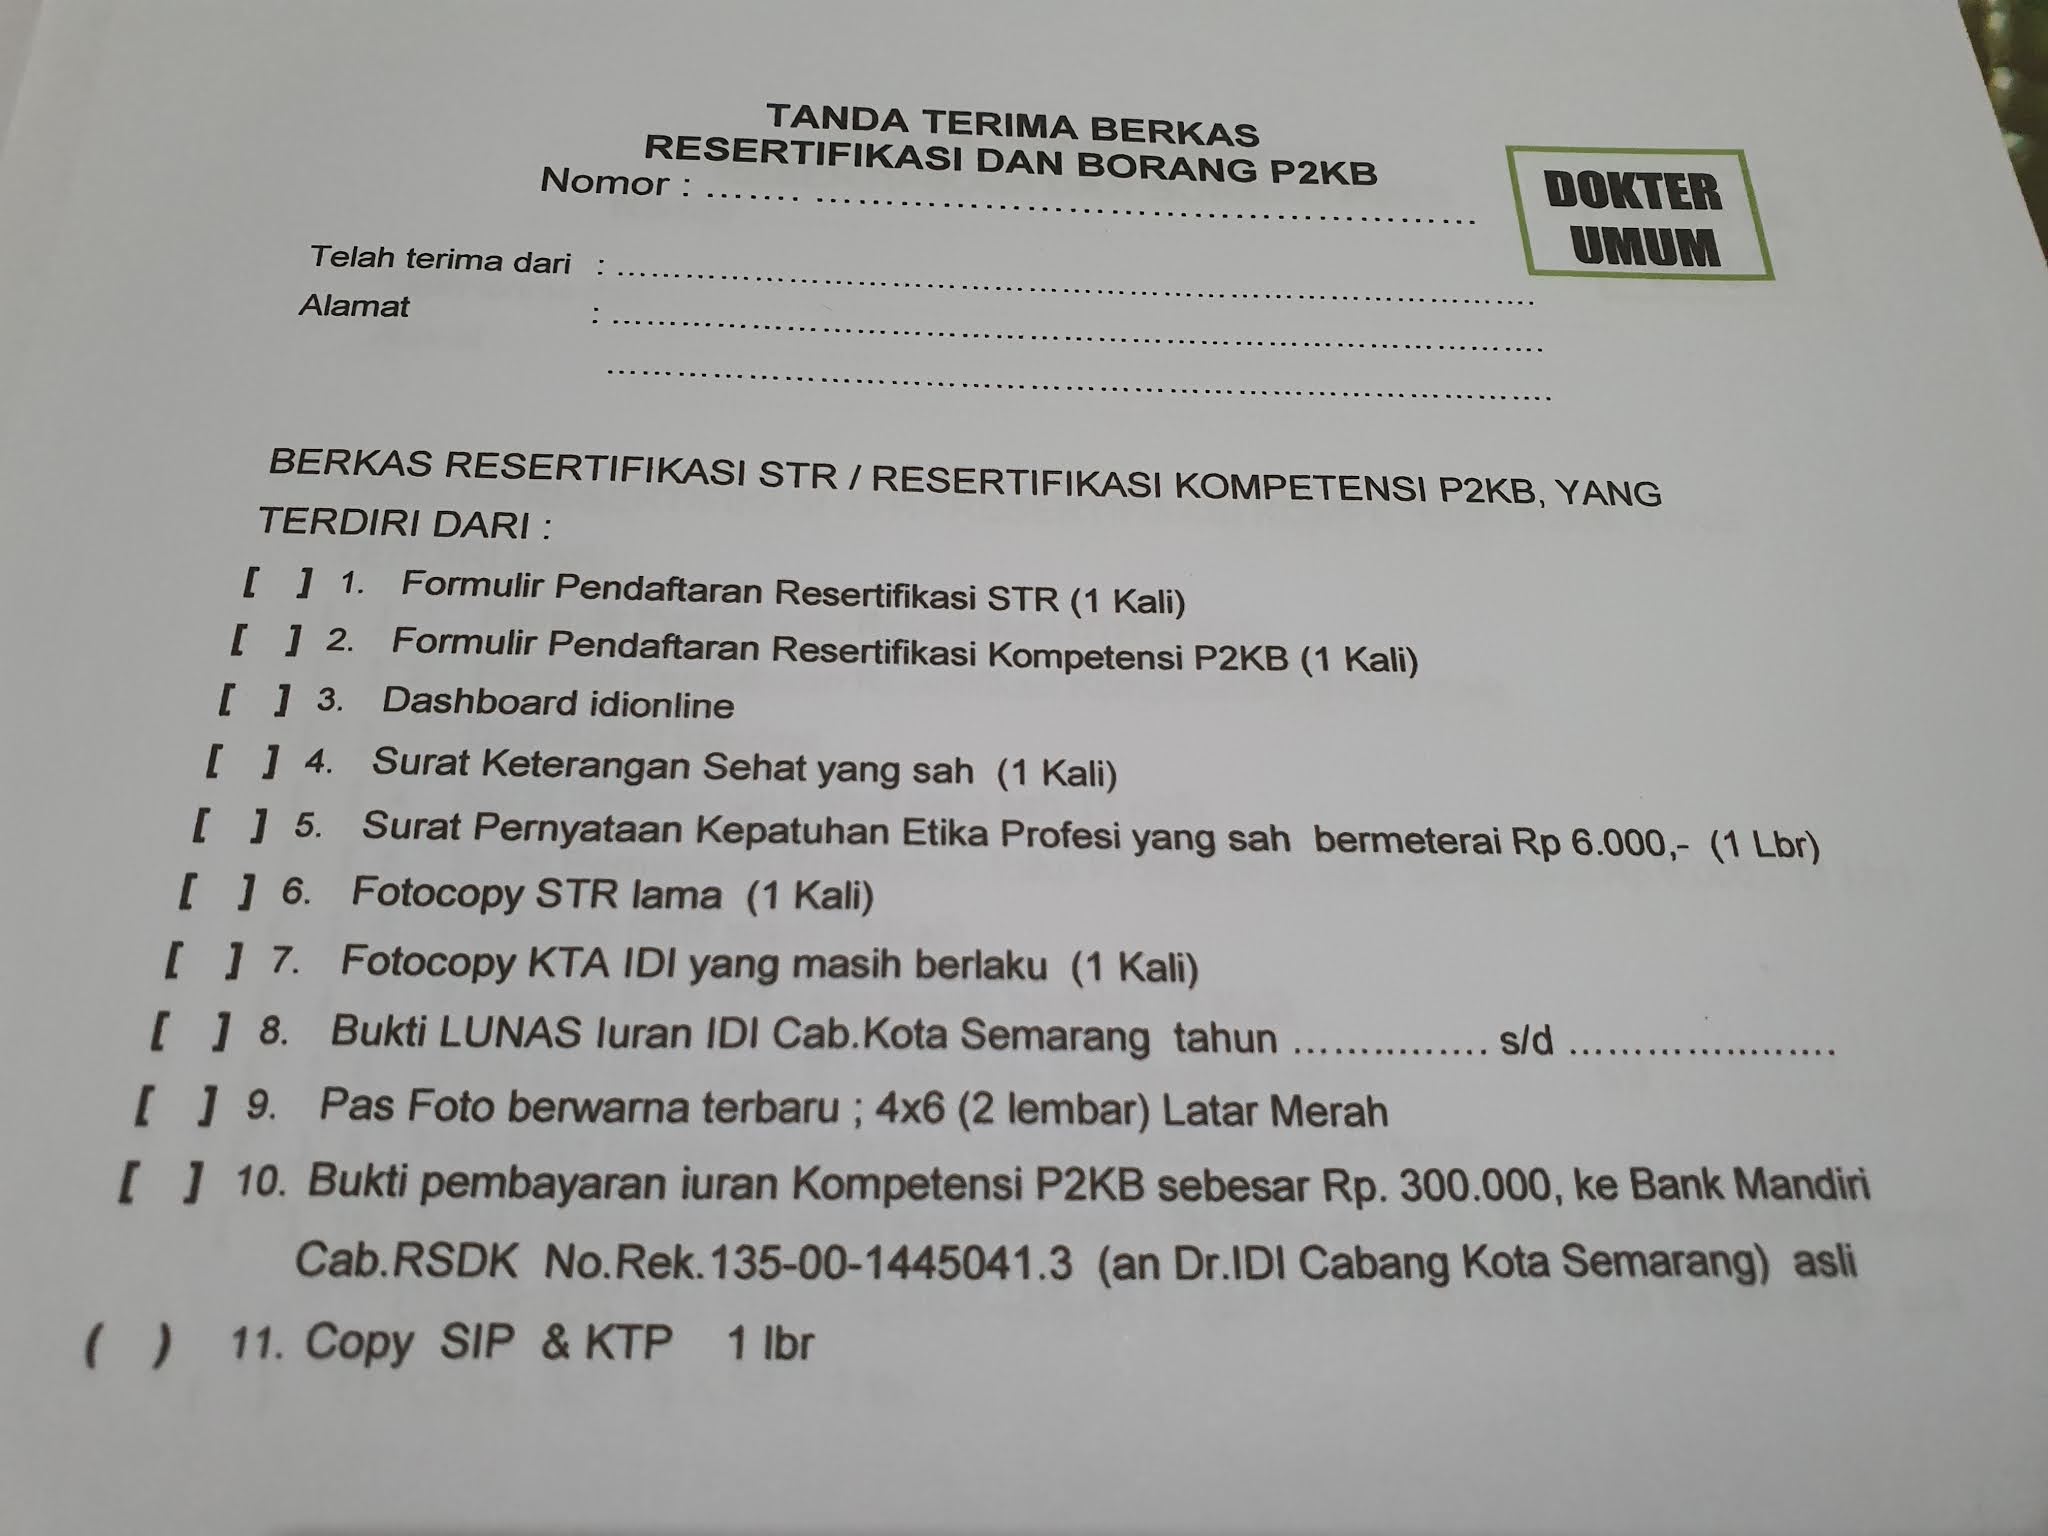 TANDA TERIMA BERKAS
RESERTIFIKASI DAN BORANG P2KB
Nomor : ....... ................................................................
DOKTER
UMUM
Telah terima dari : ................................................................................
Alamat : ................................................................................
................................................................................
BERKAS RESERTIFIKASI STR / RESERTIFIKASI KOMPETENSI P2KB, YANG
TERDIRI DARI :
[ ] 1. Formulir Pendaftaran Resertifikasi STR (1 Kali)
[ ] 2. Formulir Pendaftaran Resertifikasi Kompetensi P2KB (1 Kali)
[ ] 3. Dashboard idionline
[ ] 4. Surat Keterangan Sehat yang sah (1 Kali)
[ ] 5. Surat Pernyataan Kepatuhan Etika Profesi yang sah bermeterai Rp 6.000,- (1 Lbr)
[ ] 6. Fotocopy STR lama (1 Kali)
[ ] 7. Fotocopy KTA IDI yang masih berlaku (1 Kali)
[ ] 8. Bukti LUNAS Iuran IDI Cab.Kota Semarang tahun ............... s/d .....................
[ ] 9. Pas Foto berwarna terbaru ; 4x6 (2 lembar) Latar Merah
[ ] 10. Bukti pembayaran iuran Kompetensi P2KB sebesar Rp. 300.000, ke Bank Mandiri
Cab.RSDK No.Rek.135-00-1445041.3 (an Dr.IDI Cabang Kota Semarang) asli
( ) 11. Copy SIP & KTP 1 lbr